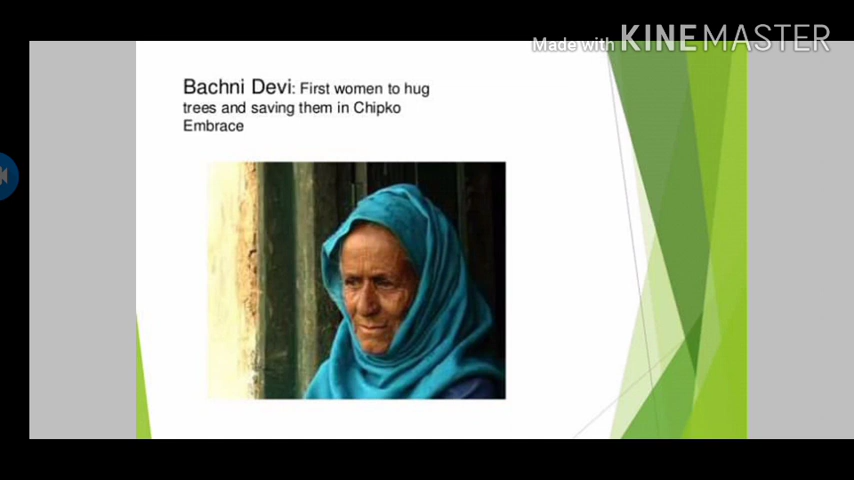 Made with KINEMASTER
Bachni Devi: First women to hug
trees and saving them in Chipko
Embrace